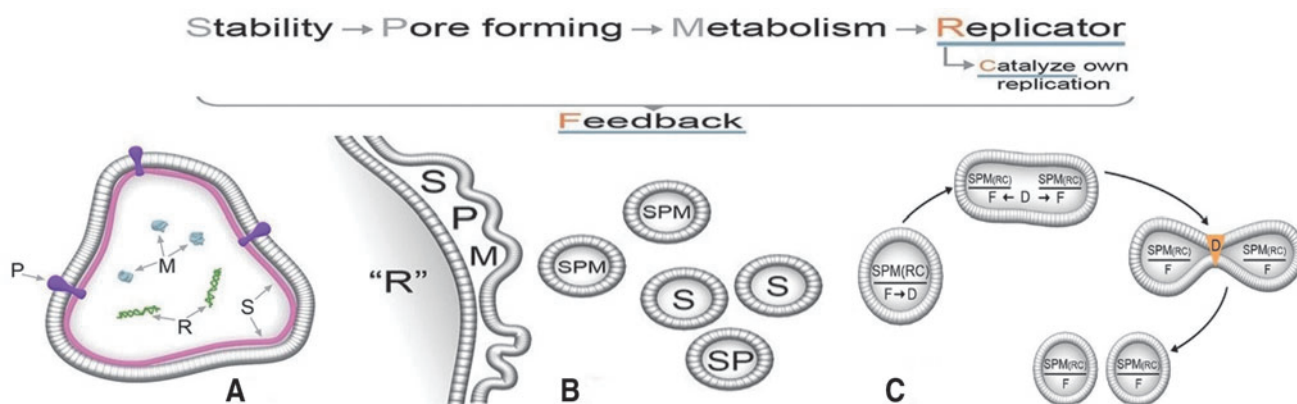 Stability → Pore forming → Metabolism → Replicator
Catalyze own
replication
Feedback
P
M
R
S
A
"R"
S
P
M
SPM
SPM
S
S
SP
B
SPM(RC)
F → D
SPM(RC) SPM(RC)
F ← D → F
SPM(RC) D SPM(RC)
F F
SPM(RC) SPM(RC)
F F
C